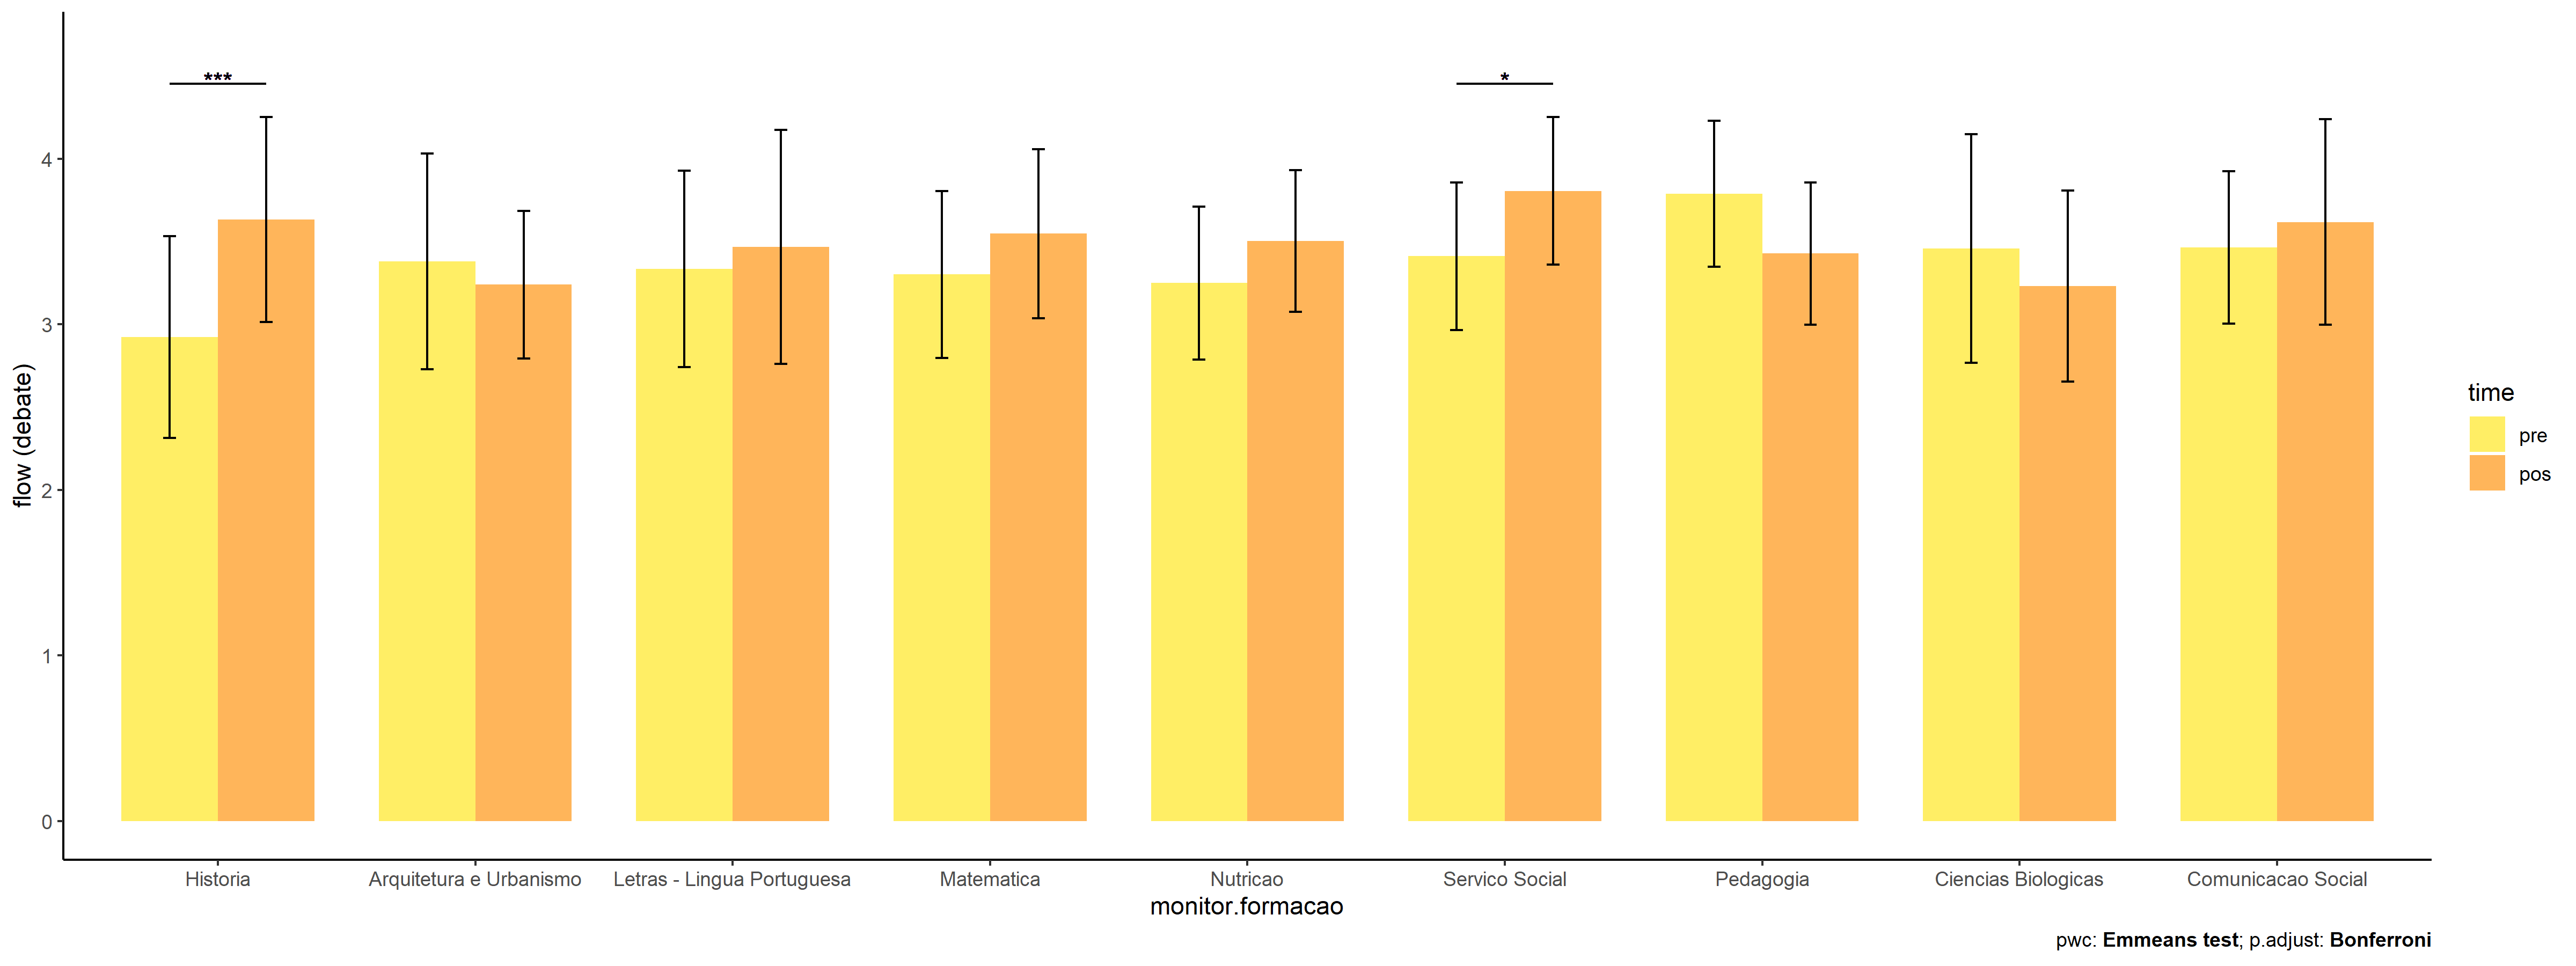 ***
*
4
3
2
1
0
flow (debate)
Historia
Arquitetura e Urbanismo
Letras - Lingua Portuguesa
Matematica
Nutricao
Servico Social
Pedagogia
Ciencias Biologicas
Comunicacao Social
monitor.formacao
time
pre
pos
pwc: Emmeans test; p.adjust: Bonferroni